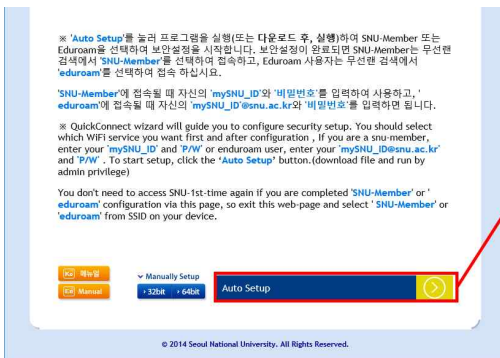 ※ 'Auto Setup'를 눌러 프로그램을 실행(또는 다운로드 후, 실행)하여 SNU-Member 또는
Eduroam을 선택하여 보안설정을 시작합니다. 보안설정이 완료되면 SNU-Member는 무선랜
검색에서 'SNU-Member'를 선택하여 접속하고, Eduroam 사용자는 무선랜 검색에서
'eduroam'를 선택하여 접속 하십시요.
'SNU-Member'에 접속될 때 자신의 'mySNU_ID'와 '비밀번호'를 입력하여 사용하고, '
eduroam'에 접속될 때 자신의 'mySNU_ID'@snu.ac.kr와 '비밀번호'를 입력하면 됩니다.
※ QuickConnect wizard will guide you to configure security setup. You should select
which WiFi service you want first and after configuration , If you are a snu-member,
enter your 'mySNU_ID' and 'P/W' or enduroam user, enter your 'mySNU_ID@snu.ac.kr'
and 'P/W' . To start setup, click the 'Auto Setup' button.(download file and run by
admin privilege)
You don't need to access SNU-1st-time again if you are completed 'SNU-Member' or '
eduroam' configuration via this page, so exit this web-page and select ' SNU-Member' or
'eduroam' from SSID on your device.
Ko 매뉴얼
En Manual
Manually Setup
32bit 64bit
Auto Setup
© 2014 Seoul National University. All Rights Reserved.